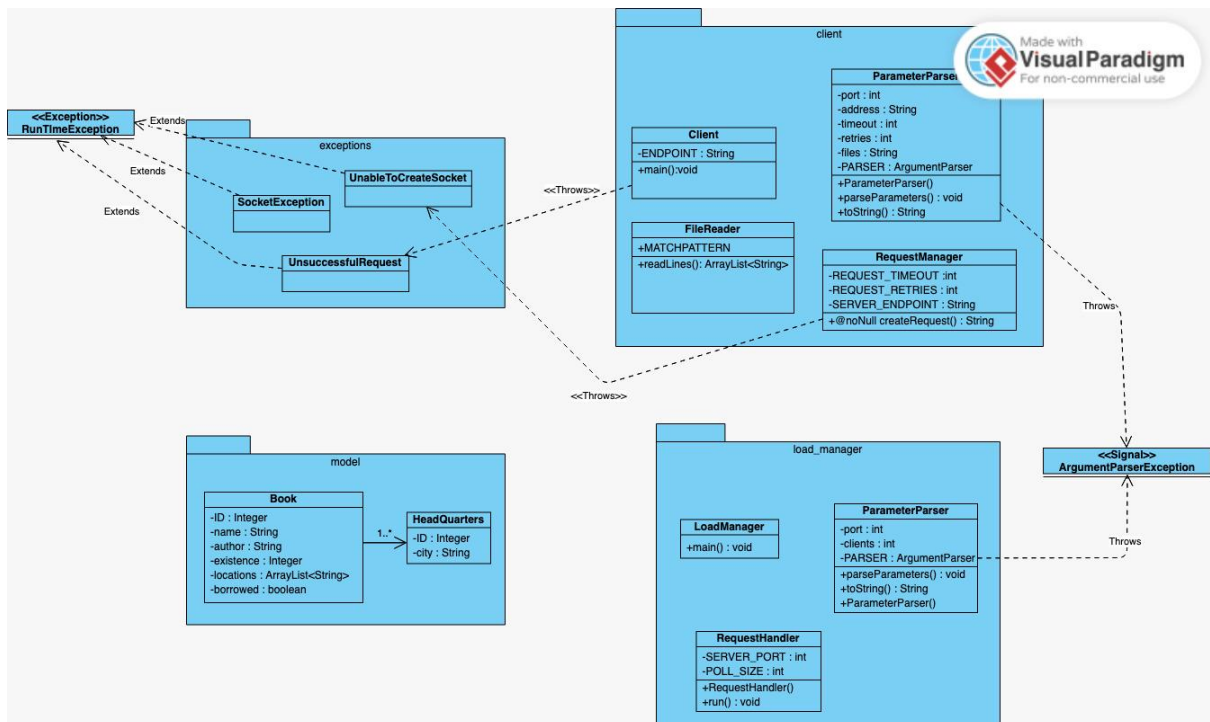 Made with
Visual Paradigm
For non-commercial use
client
ParameterParser
-port : int
-address : String
-timeout : int
-retries : int
-files : String
-PARSER : ArgumentParser
+ParameterParser()
+parseParameters() : void
+toString() : String
Client
-ENDPOINT : String
+main():void
FileReader
+MATCHPATTERN
+readLines(): ArrayList<String>
RequestManager
-REQUEST_TIMEOUT :int
-REQUEST_RETRIES : int
-SERVER_ENDPOINT : String
+@noNull createRequest() : String
<<Exception>>
RunTImeException
Extends
Extends
Extends
exceptions
UnableToCreateSocket
SocketException
UnsuccessfulRequest
<<Throws>>
<<Throws>>
Throws
<<Signal>>
ArgumentParserException
Throws
model
Book
-ID : Integer
-name : String
-author : String
-existence : Integer
-locations : ArrayList<String>
-borrowed : boolean
1..*
HeadQuarters
-ID : Integer
-city : String
load_manager
LoadManager
+main() : void
ParameterParser
-port : int
-clients : int
-PARSER : ArgumentParser
+parseParameters() : void
+toString() : String
+ParameterParser()
RequestHandler
-SERVER_PORT : int
-POLL_SIZE : int
+RequestHandler()
+run() : void